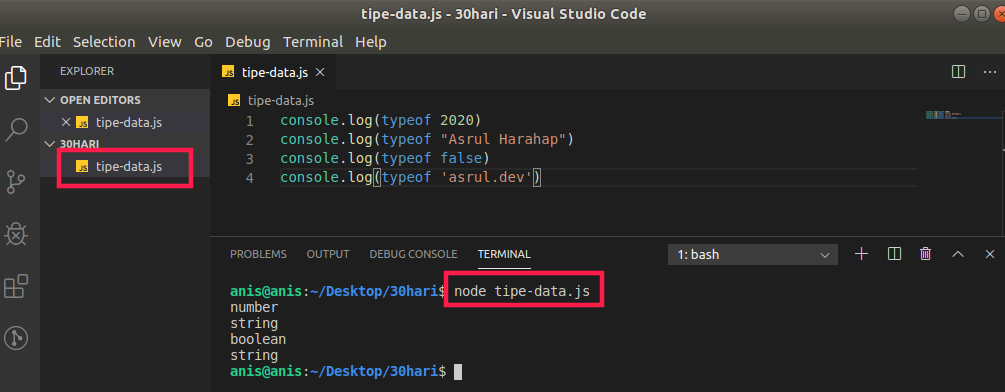 tipe-data.js - 30hari - Visual Studio Code
File Edit Selection View Go Debug Terminal Help
EXPLORER
OPEN EDITORS
tipe-data.js
30HARI
tipe-data.js
JS tipe-data.js
JS tipe-data.js
1 console.log(typeof 2020)
2 console.log(typeof "Asrul Harahap")
3 console.log(typeof false)
4 console.log(typeof 'asrul.dev')
PROBLEMS OUTPUT DEBUG CONSOLE TERMINAL 1: bash
anis@anis:~/Desktop/30hari$ node tipe-data.js
number
string
boolean
string
anis@anis:~/Desktop/30hari$